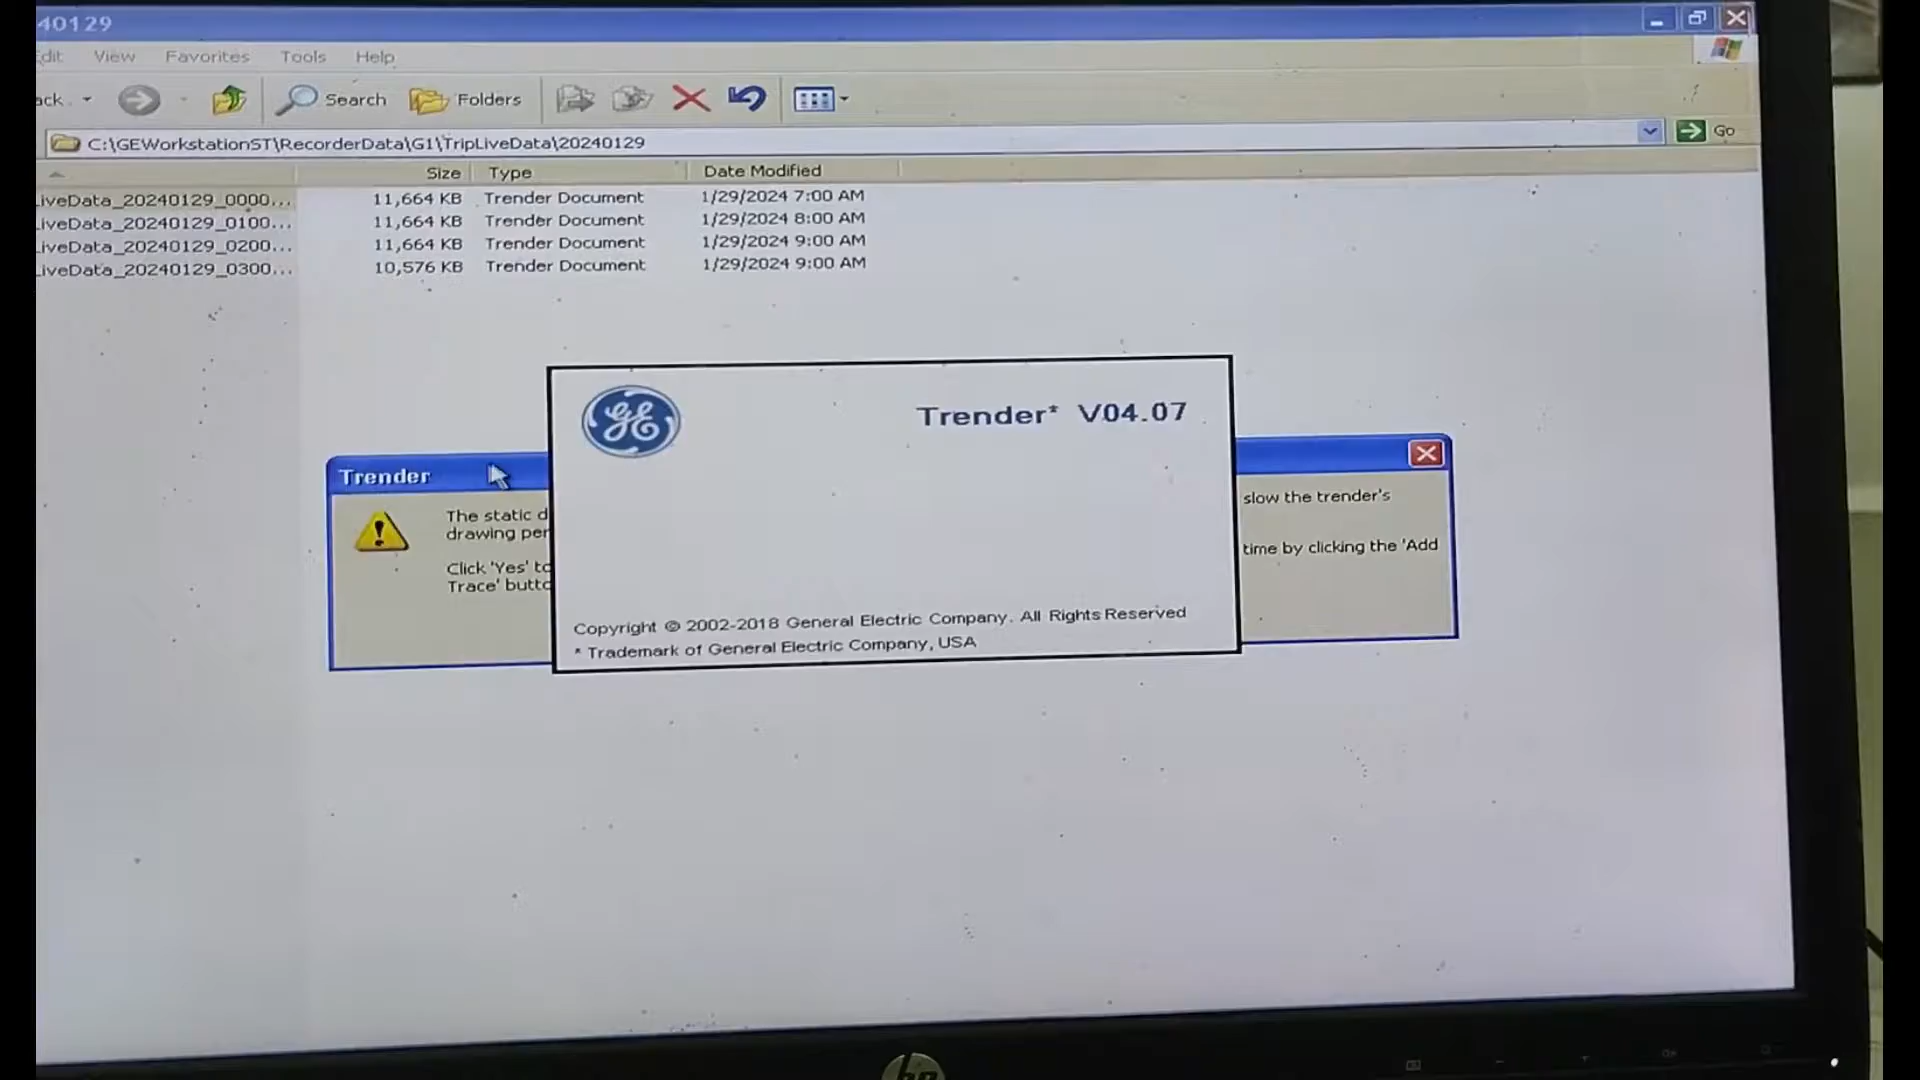 40129
View Favorites Tools Help
Search Folders
C:\GEWorkstationST\RecorderData\G1\TripLiveData\20240129
Go
Size Type Date Modified
LiveData_20240129_0000... 11,664 KB Trender Document 1/29/2024 7:00 AM
LiveData_20240129_0100... 11,664 KB Trender Document 1/29/2024 8:00 AM
LiveData_20240129_0200... 11,664 KB Trender Document 1/29/2024 9:00 AM
LiveData_20240129_0300... 10,576 KB Trender Document 1/29/2024 9:00 AM
GE
Trender* V04.07
Trender
The static d
slow the trender's
drawing per
Click 'Yes' to
time by clicking the 'Add
Trace' butto
Copyright © 2002-2018 General Electric Company. All Rights Reserved
* Trademark of General Electric Company, USA
hp